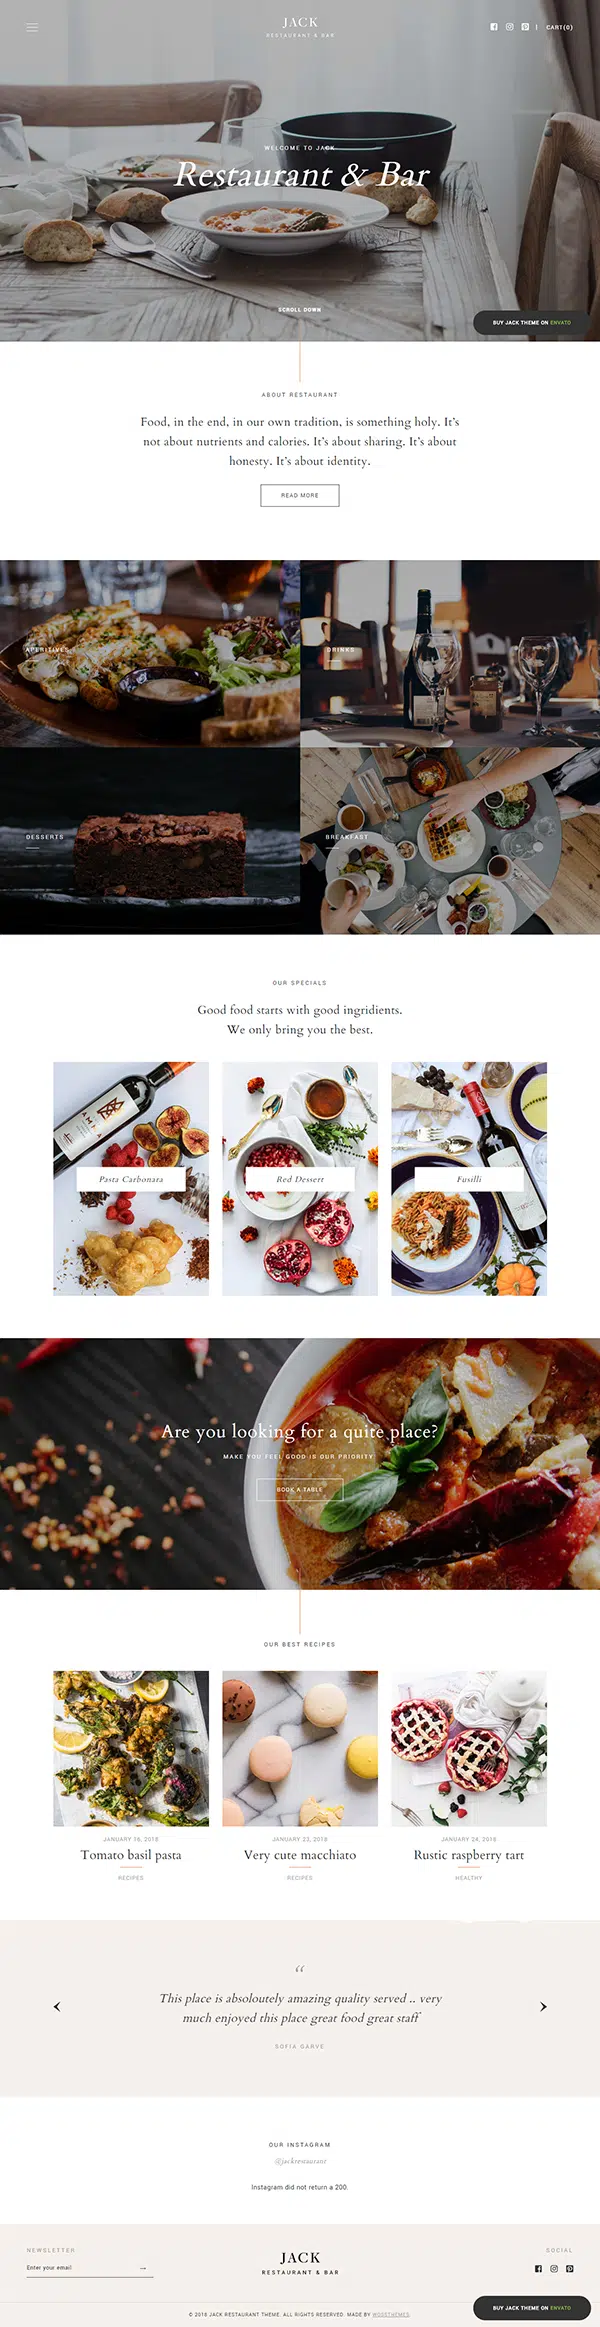 JACK
RESTAURANT & BAR
CART(0)
WELCOME TO JACK
Restaurant & Bar
SCROLL DOWN
BUY JACK THEME ON ENVATO
ABOUT RESTAURANT
Food, in the end, in our own tradition, is something holy. It's
not about nutrients and calories. It's about sharing. It's about
honesty. It's about identity.
READ MORE
APERITIVES
DRINKS
DESSERTS
BREAKFAST
OUR SPECIALS
Good food starts with good ingridients.
We only bring you the best.
Pasta Carbonata
Red Dessert
Fusilli
Are you looking for a quite place?
MAKE YOU FEEL GOOD IS OUR PRIORITY
BOOK A TABLE
OUR BEST RECIPES
JANUARY 16, 2018
JANUARY 23, 2018
JANUARY 24, 2018
Tomato basil pasta
Very cute macchiato
Rustic raspberry tart
RECIPES
RECIPES
HEALTHY
“
This place is absoloutely amazing quality served .. very
much enjoyed this place great food great staff
SOFIA GARVE
OUR INSTAGRAM
@jackrestaurant
Instagram did not return a 200.
NEWSLETTER
SOCIAL
Enter your email
JACK
RESTAURANT & BAR
BUY JACK THEME ON ENVATO
© 2018 JACK RESTAURANT THEME. ALL RIGHTS RESERVED. MADE BY WOSSTHEMES